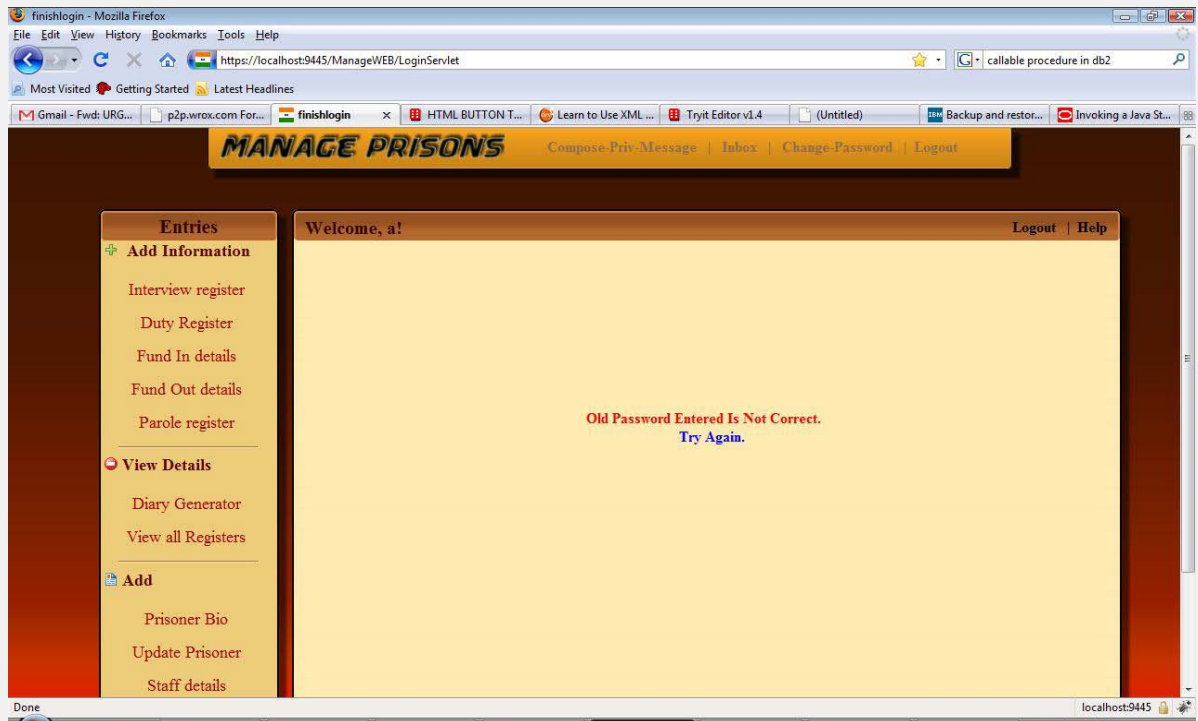 finishlogin - Mozilla Firefox
File Edit View History Bookmarks Tools Help
https://localhost:9445/ManageWEB/LoginServlet
G callable procedure in db2
Most Visited Getting Started Latest Headlines
Gmail - Fwd: URG... p2p.wrox.com For... finishlogin HTML BUTTON T... Learn to Use XML ... Tryit Editor v1.4 (Untitled) IBM Backup and restor... Invoking a Java St...
MANAGE PRISONS
Compose-Priv-Message | Inbox | Change-Password | Logout
Entries
Add Information
Interview register
Duty Register
Fund In details
Fund Out details
Parole register
View Details
Diary Generator
View all Registers
Add
Prisoner Bio
Update Prisoner
Staff details
Welcome, a!
Logout | Help
Old Password Entered Is Not Correct.
Try Again.
Done
localhost:9445